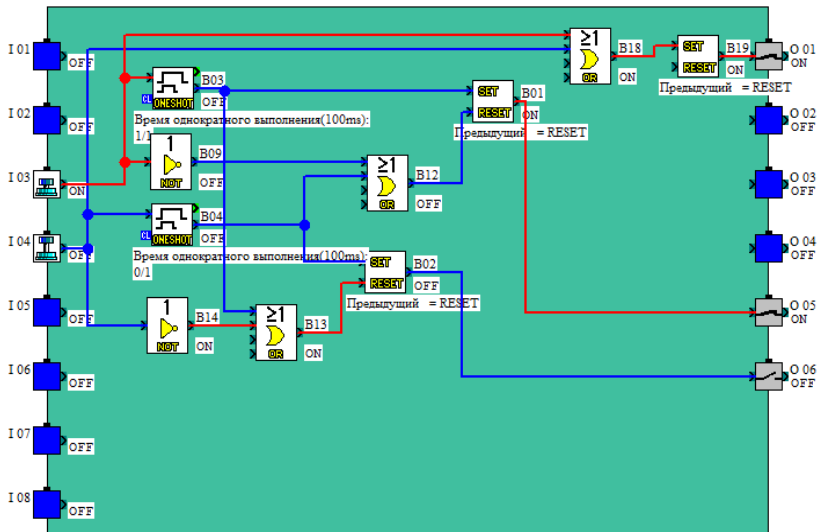 I 01
OFF
I 02
OFF
I 03
ON
I 04
OFF
I 05
OFF
I 06
OFF
I 07
OFF
I 08
OFF
B03
CL ONESHOT
OFF
Время однократного выполнения(100ms):
1/1
1
B09
NOT
OFF
B04
CL ONESHOT
OFF
Время однократного выполнения(100ms):
0/1
1
B14
NOT
ON
≥1
B13
OR
ON
≥1
B12
OR
OFF
SET
B02
RESET
OFF
Предыдущий = RESET
SET
B01
RESET
ON
Предыдущий = RESET
≥1
B18
OR
ON
SET
B19
RESET
ON
Предыдущий = RESET
O 01
ON
O 02
OFF
O 03
OFF
O 04
OFF
O 05
ON
O 06
OFF